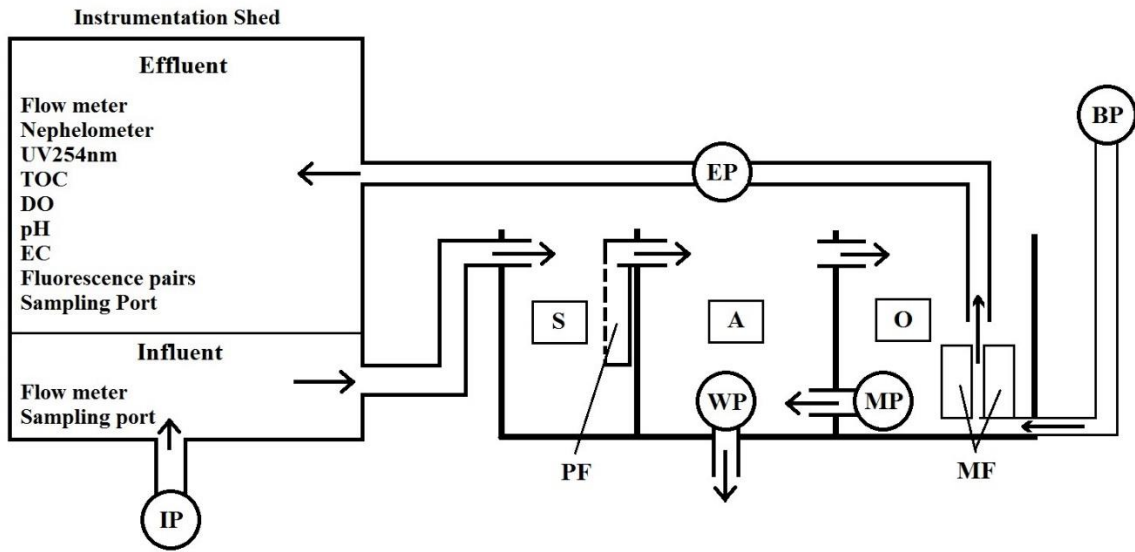 Instrumentation Shed
Effluent
Flow meter
Nephelometer
UV254nm
TOC
DO
pH
EC
Fluorescence pairs
Sampling Port
Influent
Flow meter
Sampling port
IP
EP
BP
S
A
O
WP
MP
PF
MF